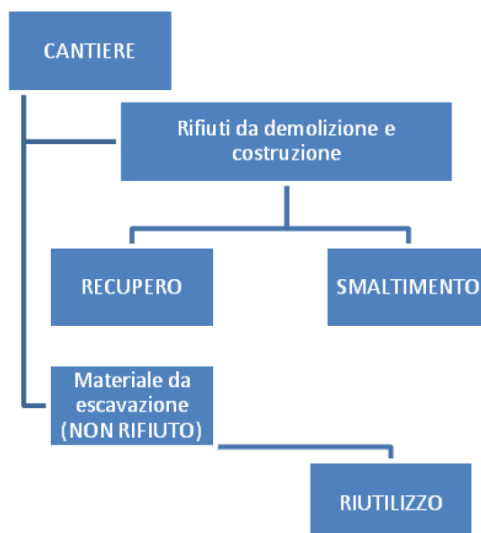 CANTIERE
Rifiuti da demolizione e
costruzione
RECUPERO
SMALTIMENTO
Materiale da
escavazione
(NON RIFIUTO)
RIUTILIZZO